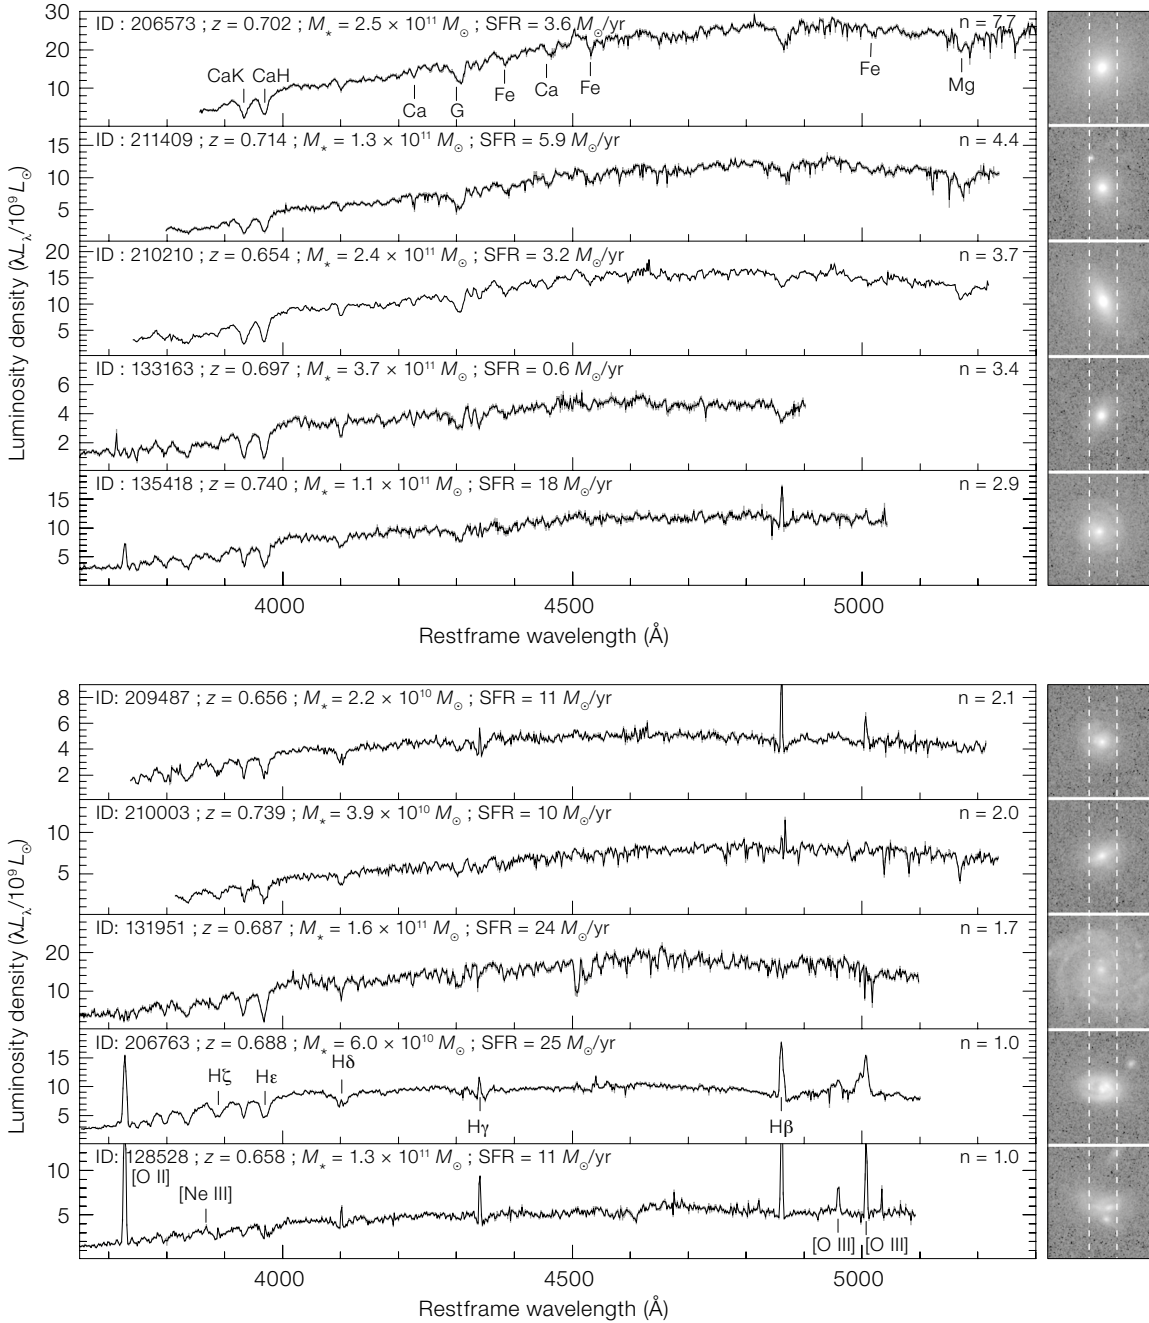 30
20
10
ID : 206573 ; z = 0.702 ; M⋆ = 2.5 × 10¹¹ M☉ ; SFR = 3.6 M☉/yr
n = 7.7
CaK
CaH
Ca
G
Fe
Ca
Fe
Fe
Mg
15
10
5
ID : 211409 ; z = 0.714 ; M⋆ = 1.3 × 10¹¹ M☉ ; SFR = 5.9 M☉/yr
n = 4.4
20
15
10
5
ID : 210210 ; z = 0.654 ; M⋆ = 2.4 × 10¹¹ M☉ ; SFR = 3.2 M☉/yr
n = 3.7
Luminosity density (λLλ/10⁹ L☉)
6
4
2
ID : 133163 ; z = 0.697 ; M⋆ = 3.7 × 10¹¹ M☉ ; SFR = 0.6 M☉/yr
n = 3.4
15
10
5
ID : 135418 ; z = 0.740 ; M⋆ = 1.1 × 10¹¹ M☉ ; SFR = 18 M☉/yr
n = 2.9
4000
4500
5000
Restframe wavelength (Å)
8
6
4
2
ID: 209487 ; z = 0.656 ; M⋆ = 2.2 × 10¹⁰ M☉ ; SFR = 11 M☉/yr
n = 2.1
10
5
ID: 210003 ; z = 0.739 ; M⋆ = 3.9 × 10¹⁰ M☉ ; SFR = 10 M☉/yr
n = 2.0
Luminosity density (λLλ/10⁹ L☉)
20
10
ID: 131951 ; z = 0.687 ; M⋆ = 1.6 × 10¹¹ M☉ ; SFR = 24 M☉/yr
n = 1.7
15
10
5
ID: 206763 ; z = 0.688 ; M⋆ = 6.0 × 10¹⁰ M☉ ; SFR = 25 M☉/yr
n = 1.0
Hζ
Hε
Hδ
Hγ
Hβ
10
5
ID: 128528 ; z = 0.658 ; M⋆ = 1.3 × 10¹¹ M☉ ; SFR = 11 M☉/yr
n = 1.0
[O II]
[Ne III]
[O III]
[O III]
4000
4500
5000
Restframe wavelength (Å)